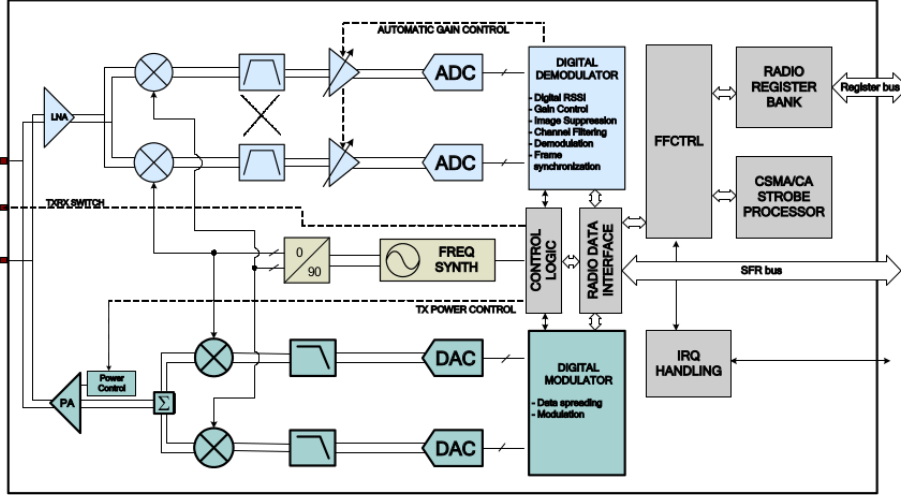 AUTOMATIC GAIN CONTROL
LNA
ADC
ADC
DIGITAL
DEMODULATOR
- Digital RSSI
- Gain Control
- Image Suppression
- Channel Filtering
- Demodulation
- Frame
synchronization
FFCTRL
RADIO
REGISTER
BANK
Register bus
CSMA/CA
STROBE
PROCESSOR
TXRX SWITCH
0
90
FREQ
SYNTH
CONTROL
LOGIC
RADIO DATA
INTERFACE
SFR bus
TX POWER CONTROL
PA
Power
Control
Σ
DAC
DAC
DIGITAL
MODULATOR
- Data spreading
- Modulation
IRQ
HANDLING